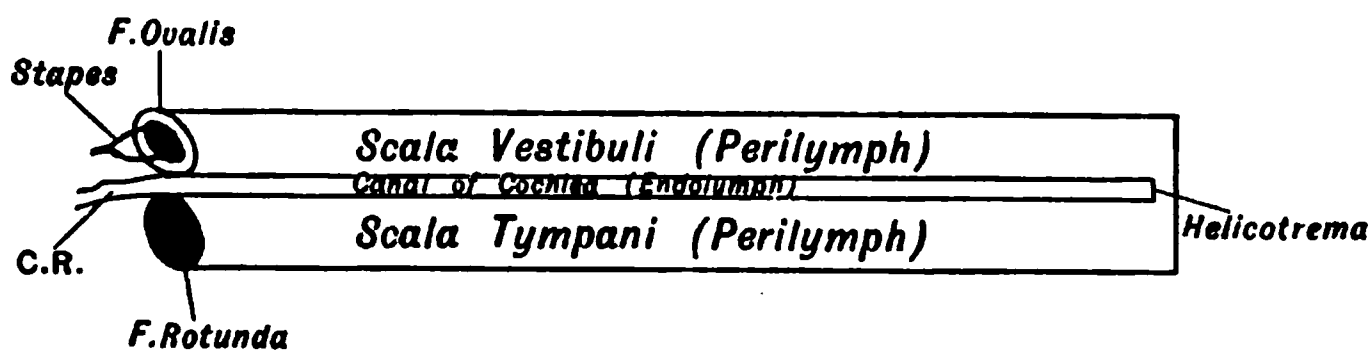 F.Ovalis
Stapes
Scala Vestibuli (Perilymph)
Canal of Cochlea (Endolymph)
Scala Tympani (Perilymph)
Helicotrema
C.R.
F.Rotunda